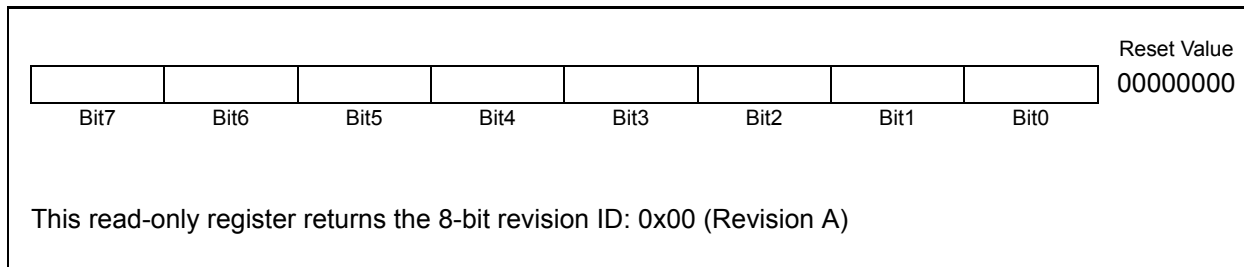 Reset Value
00000000
Bit7 Bit6 Bit5 Bit4 Bit3 Bit2 Bit1 Bit0
This read-only register returns the 8-bit revision ID: 0x00 (Revision A)